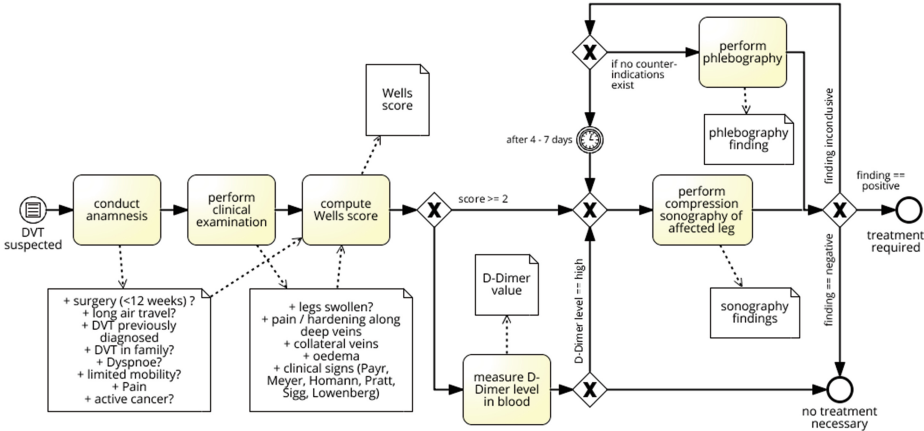 DVT
suspected
conduct
anamnesis
+ surgery (<12 weeks) ?
+ long air travel?
+ DVT previously
diagnosed
+ DVT in family?
+ Dyspnoe?
+ limited mobility?
+ Pain
+ active cancer?
perform
clinical
examination
+ legs swollen?
+ pain / hardening along
deep veins
+ collateral veins
+ oedema
+ clinical signs (Payr,
Meyer, Homann, Pratt,
Sigg, Lowenberg)
compute
Wells score
Wells
score
X
score >= 2
measure D-
Dimer level
in blood
D-Dimer
value
X
D-Dimer level == high
X
perform
compression
sonography of
affected leg
sonography
findings
X
if no counter-
indications
exist
after 4 - 7 days
perform
phlebography
phlebography
finding
X
finding inconclusive
finding ==
positive
treatment
required
finding == negative
no treatment
necessary